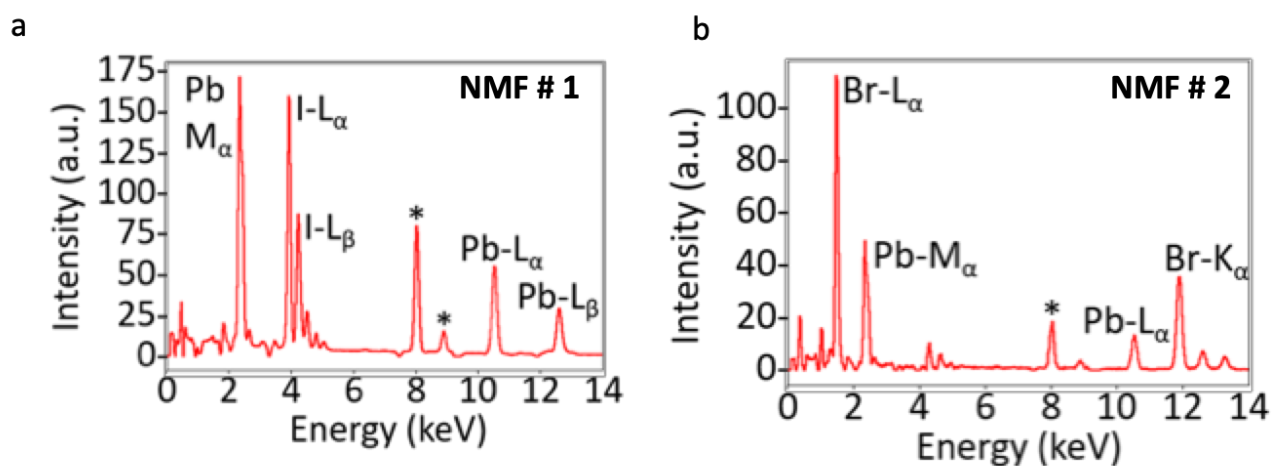 a
b
NMF # 1
Pb
Mα
I-Lα
I-Lβ
*
*
Pb-Lα
Pb-Lβ
175
150
125
100
75
50
25
0
0 2 4 6 8 10 12 14
Intensity (a.u.)
Energy (keV)
NMF # 2
Br-Lα
Pb-Mα
*
Pb-Lα
Br-Kα
100
80
60
40
20
0
0 2 4 6 8 10 12 14
Intensity (a.u.)
Energy (keV)